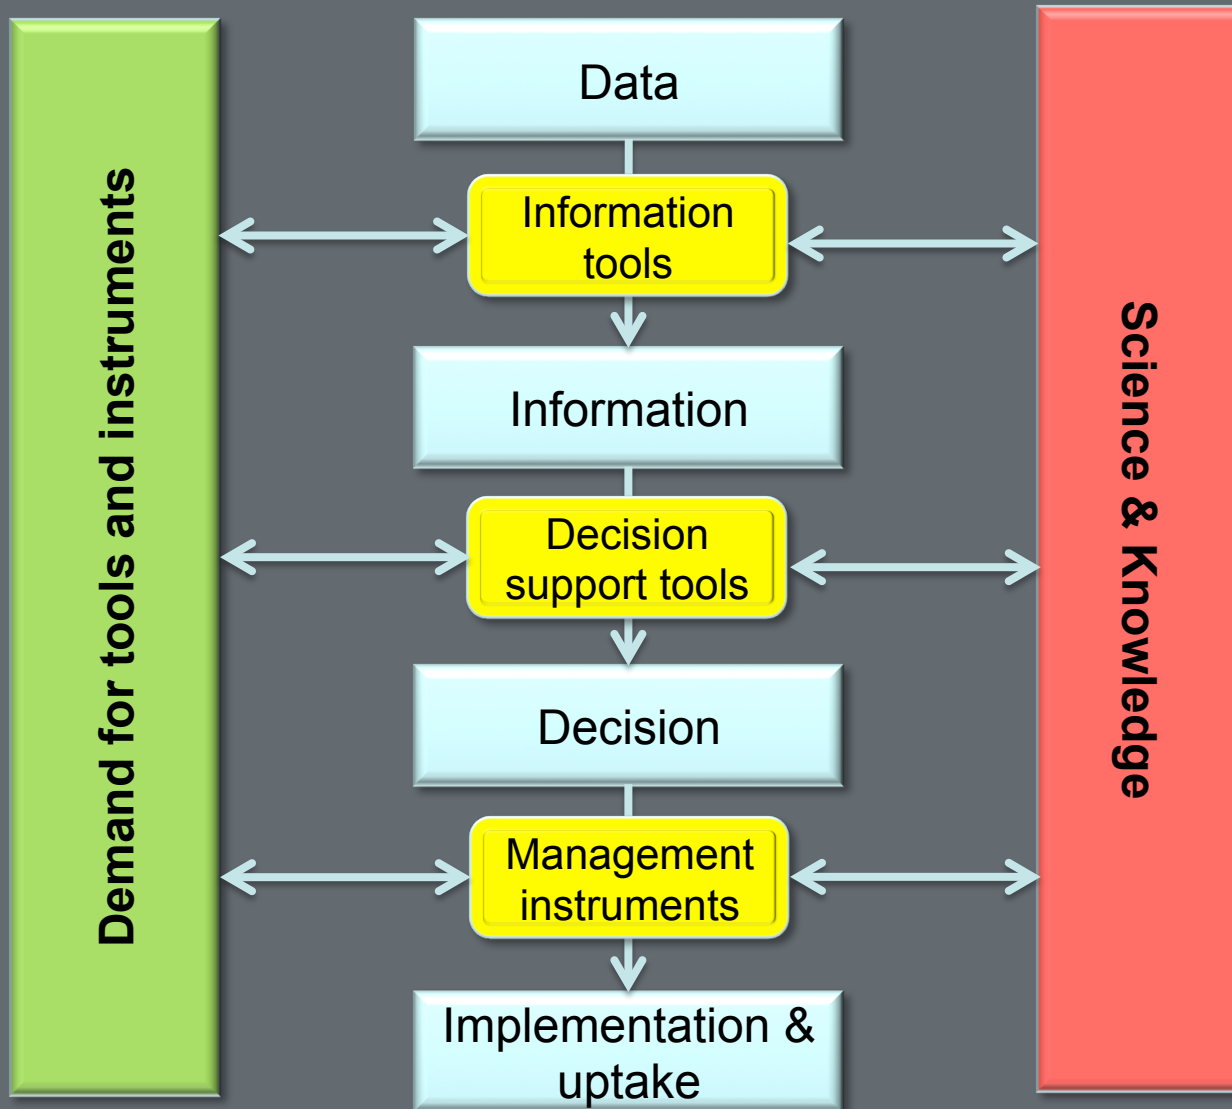 Demand for tools and instruments
Data
Information
tools
Information
Decision
support tools
Decision
Management
instruments
Implementation &
uptake
Science & Knowledge